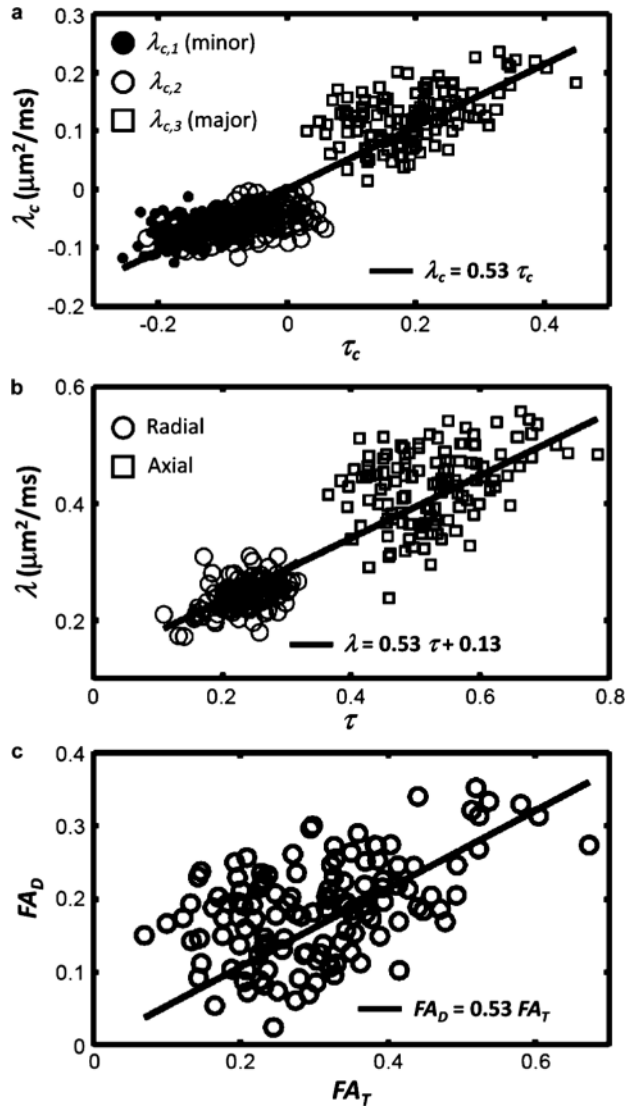 a
0.3
0.2
0.1
0
-0.1
-0.2
λc (μm²/ms)
λc,1 (minor)
λc,2
λc,3 (major)
λc = 0.53 τc
-0.2 0 0.2 0.4
τc
b
0.6
0.4
0.2
λ (μm²/ms)
Radial
Axial
λ = 0.53 τ + 0.13
0 0.2 0.4 0.6 0.8
τ
c
0.4
0.3
0.2
0.1
0
FAD
FAD = 0.53 FAT
0 0.2 0.4 0.6
FAT